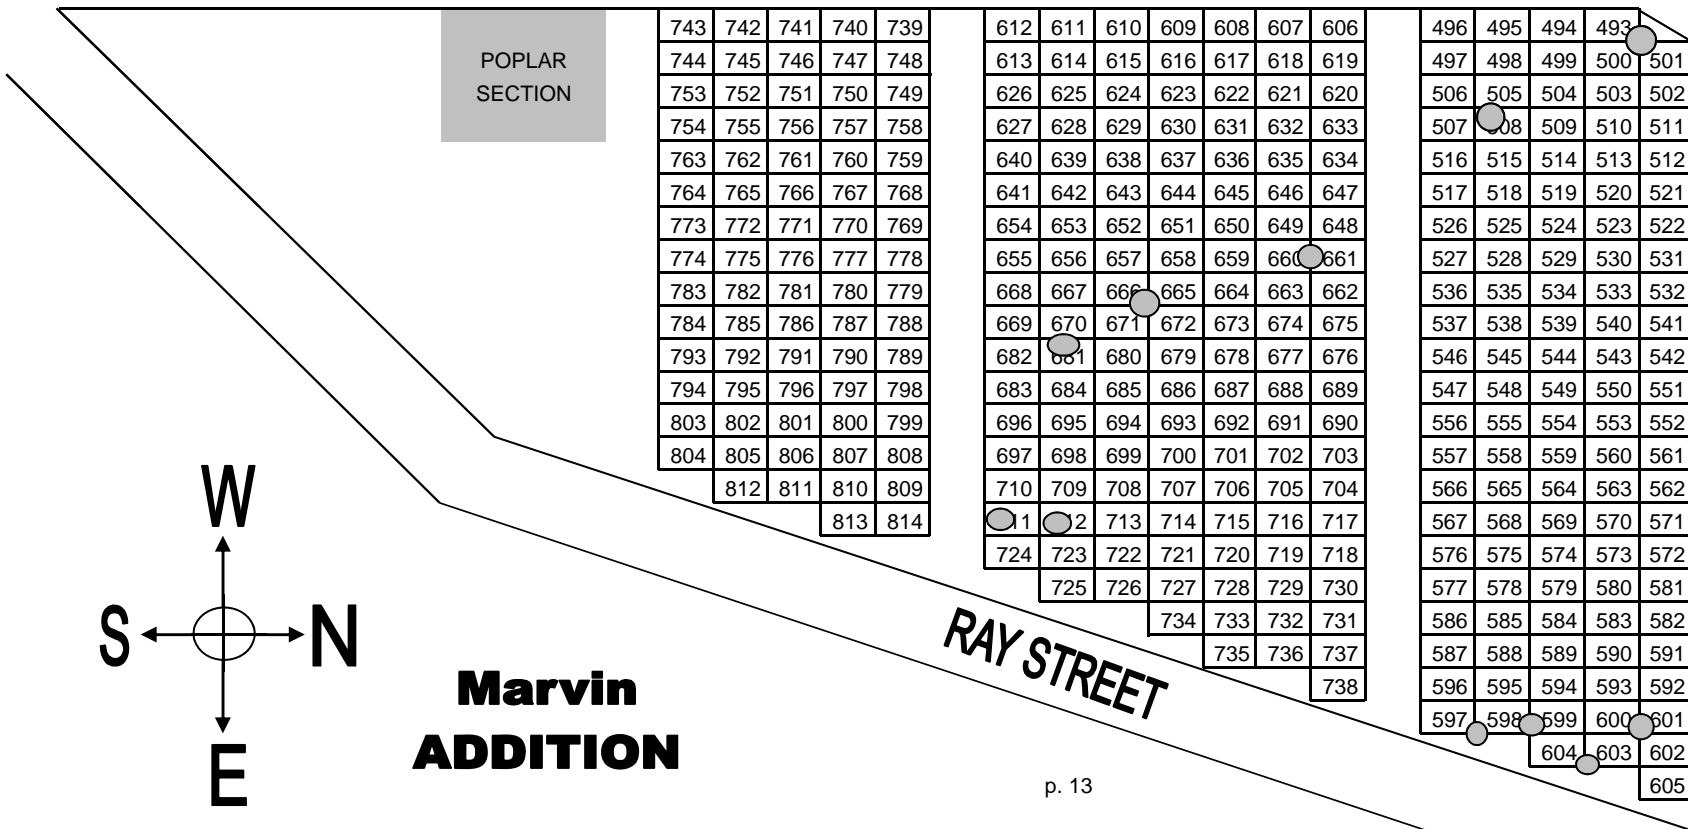 743 742 741 740 739 612 611 610 609 608 607 606 496 495 494 493
POPLAR
SECTION
744 745 746 747 748 613 614 615 616 617 618 619 497 498 499 500 501
753 752 751 750 749 626 625 624 623 622 621 620 506 505 504 503 502
754 755 756 757 758 627 628 629 630 631 632 633 507 508 509 510 511
763 762 761 760 759 640 639 638 637 636 635 634 516 515 514 513 512
764 765 766 767 768 641 642 643 644 645 646 647 517 518 519 520 521
773 772 771 770 769 654 653 652 651 650 649 648 526 525 524 523 522
774 775 776 777 778 655 656 657 658 659 660 661 527 528 529 530 531
783 782 781 780 779 668 667 666 665 664 663 662 536 535 534 533 532
784 785 786 787 788 669 670 671 672 673 674 675 537 538 539 540 541
793 792 791 790 789 682 681 680 679 678 677 676 546 545 544 543 542
794 795 796 797 798 683 684 685 686 687 688 689 547 548 549 550 551
803 802 801 800 799 696 695 694 693 692 691 690 556 555 554 553 552
804 805 806 807 808 697 698 699 700 701 702 703 557 558 559 560 561
812 811 810 809 710 709 708 707 706 705 704 566 565 564 563 562
813 814 711 712 713 714 715 716 717 567 568 569 570 571
724 723 722 721 720 719 718 576 575 574 573 572
725 726 727 728 729 730 577 578 579 580 581
734 733 732 731 586 585 584 583 582
735 736 737 587 588 589 590 591
738 596 595 594 593 592
597 598 599 600 601
604 603 602
605
W
S N
E
RAY STREET
Marvin
ADDITION
p. 13